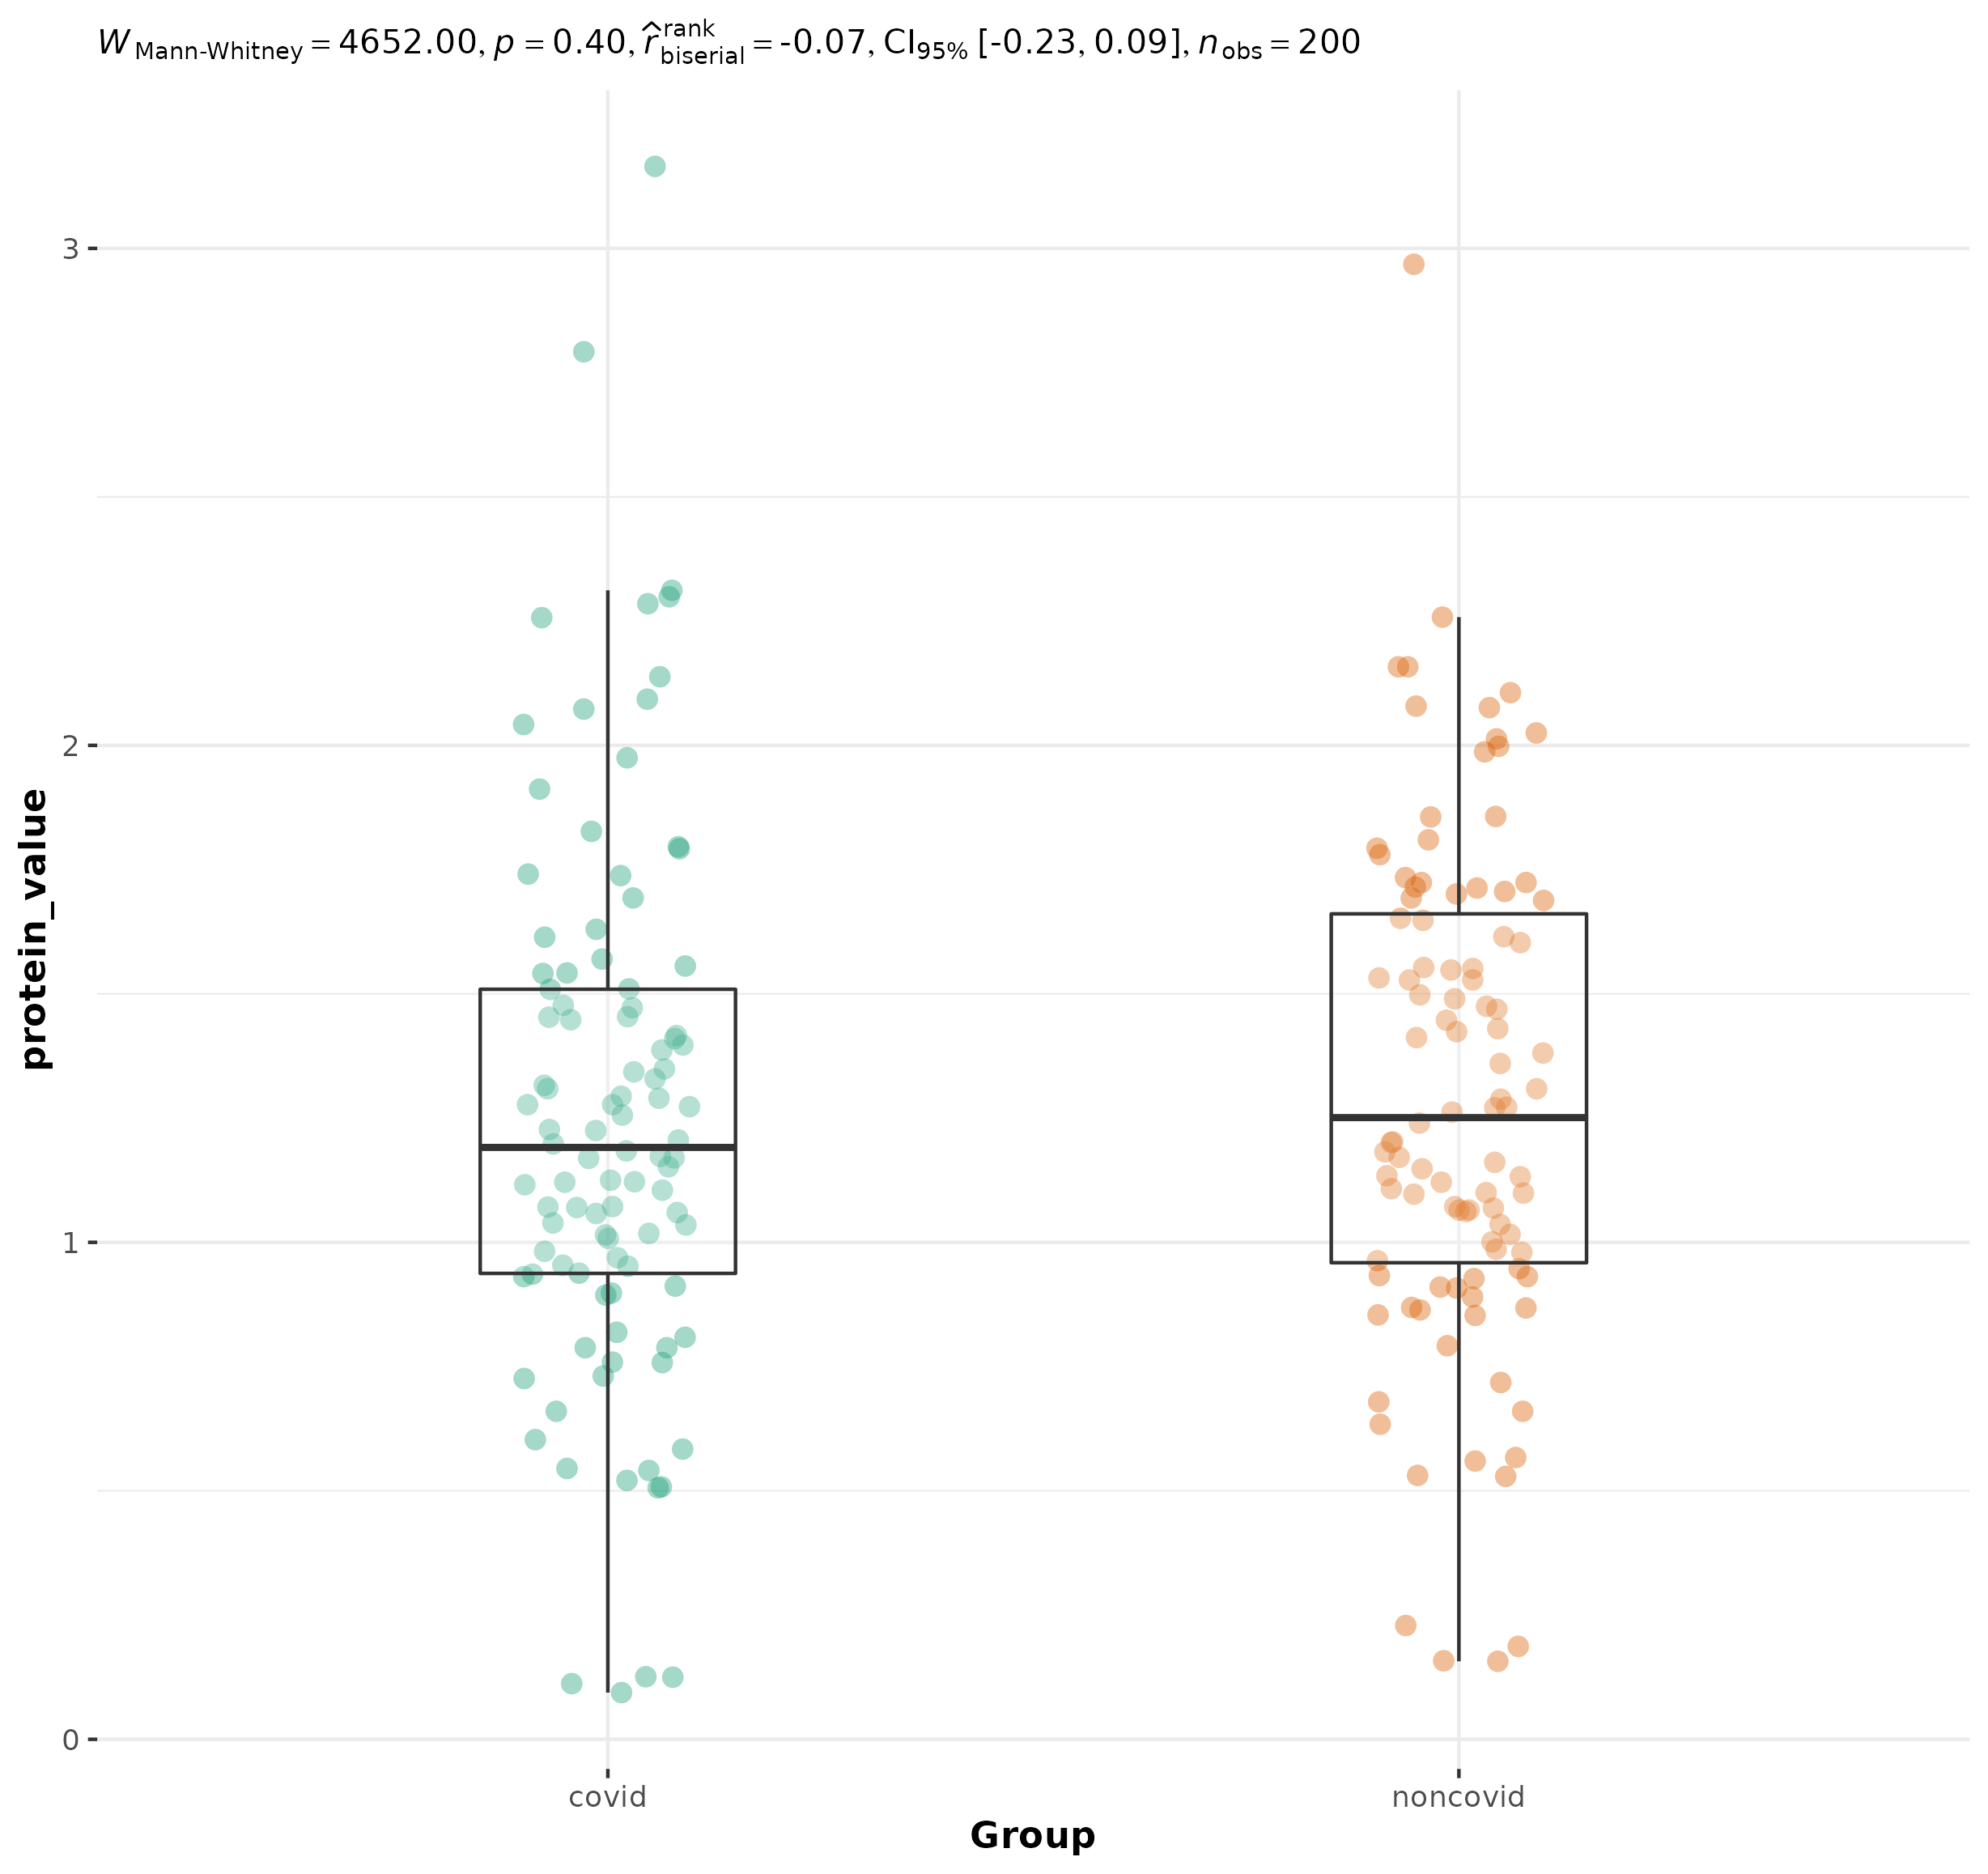 W Mann-Whitney = 4652.00, p = 0.40, r̂ rank biserial = -0.07, CI95% [-0.23, 0.09], nobs = 200
3
2
1
0
protein_value
covid noncovid
Group